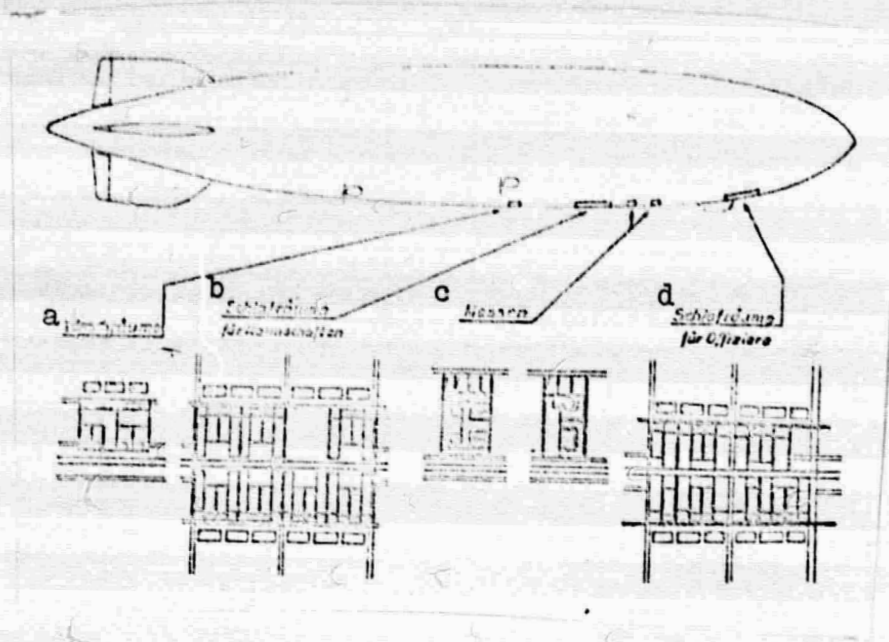 a
b
Schlafräume
für Mannschaften
c
Messen
d
Schlafräume
für Offiziere